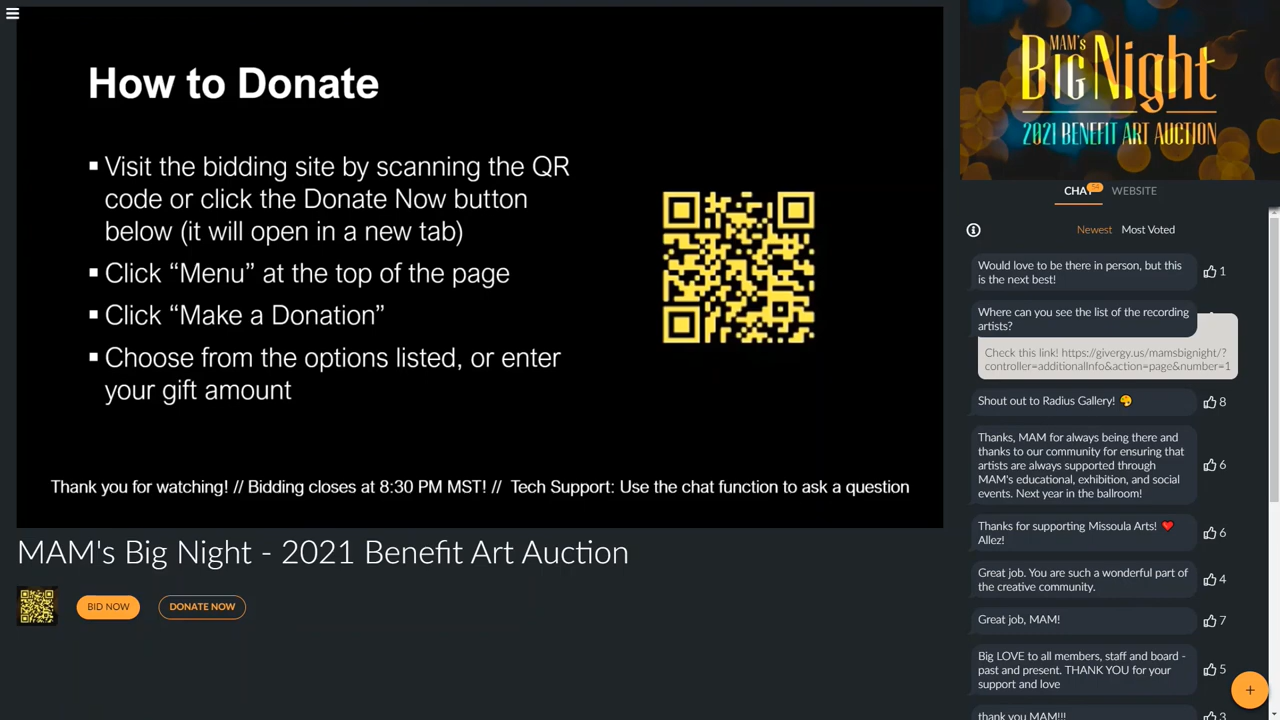 How to Donate
▪ Visit the bidding site by scanning the QR
code or click the Donate Now button
below (it will open in a new tab)
▪ Click “Menu” at the top of the page
▪ Click “Make a Donation”
▪ Choose from the options listed, or enter
your gift amount
Thank you for watching! // Bidding closes at 8:30 PM MST! // Tech Support: Use the chat function to ask a question
MAM's Big Night - 2021 Benefit Art Auction
BID NOW
DONATE NOW
MAM's
Big Night
2021 BENEFIT ART AUCTION
CHAT 54
WEBSITE
Newest
Most Voted
Would love to be there in person, but this
is the next best!
1
Where can you see the list of the recording
artists?
Check this link! https://givergy.us/mamsbignight/?
controller=additionalInfo&action=page&number=1
Shout out to Radius Gallery! 🎨
8
Thanks, MAM for always being there and
thanks to our community for ensuring that
artists are always supported through
MAM's educational, exhibition, and social
events. Next year in the ballroom!
6
Thanks for supporting Missoula Arts! ❤️
Allez!
6
Great job. You are such a wonderful part of
the creative community.
4
Great job, MAM!
7
Big LOVE to all members, staff and board -
past and present. THANK YOU for your
support and love
5
thank you MAM!!!
3